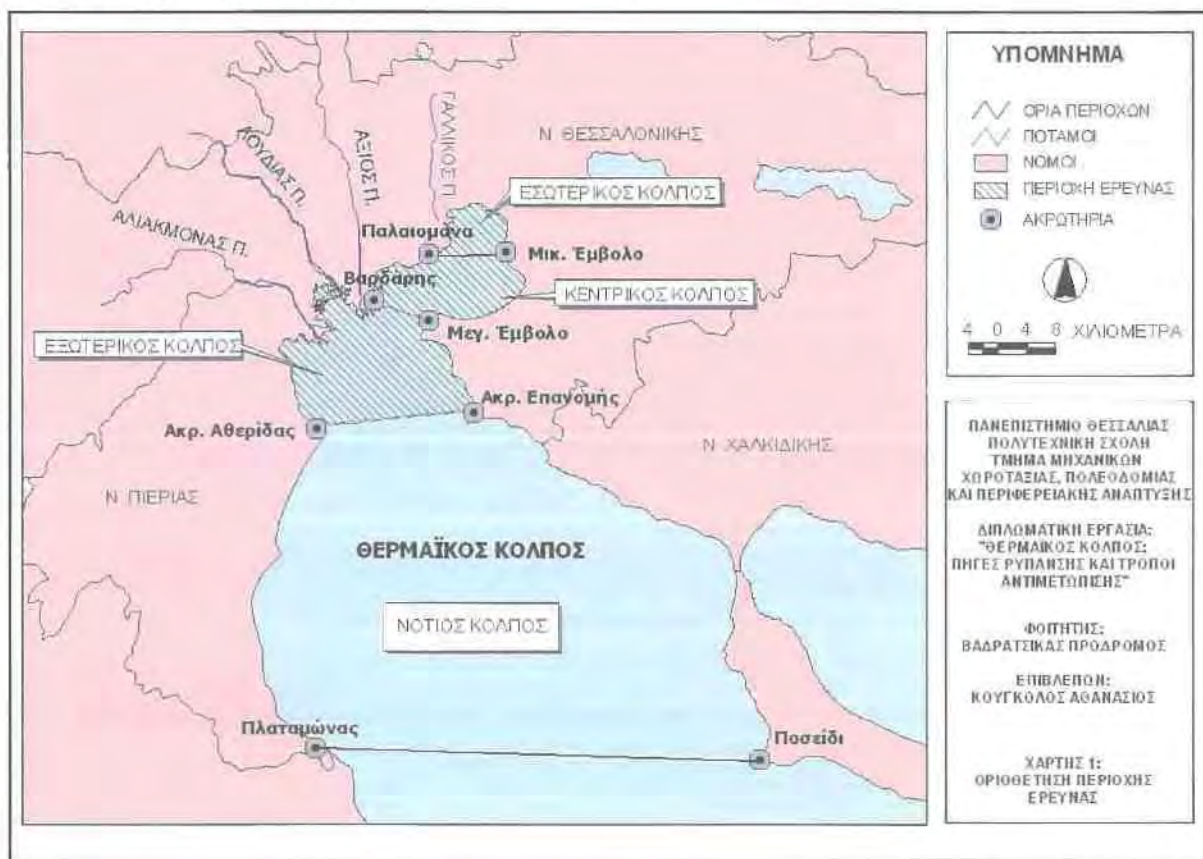 ΛΟΥΔΙΑΣ Π.
ΑΞΙΟΣ Π.
ΓΑΛΛΙΚΟΣ Π.
Ν. ΘΕΣΣΑΛΟΝΙΚΗΣ
ΕΣΩΤΕΡΙΚΟΣ ΚΟΛΠΟΣ
ΑΛΙΑΚΜΟΝΑΣ Π.
Παλαιομάνα
Μικ. Έμβολο
Βαρδάρης
ΚΕΝΤΡΙΚΟΣ ΚΟΛΠΟΣ
Μεγ. Έμβολο
ΕΞΩΤΕΡΙΚΟΣ ΚΟΛΠΟΣ
Ακρ. Επανομής
Ακρ. Αθερίδας
Ν. ΧΑΛΚΙΔΙΚΗΣ
Ν. ΠΙΕΡΙΑΣ
ΘΕΡΜΑΪΚΟΣ ΚΟΛΠΟΣ
ΝΟΤΙΟΣ ΚΟΛΠΟΣ
Πλαταμώνας
Ποσείδι
ΥΠΟΜΝΗΜΑ
ΟΡΙΑ ΠΕΡΙΟΧΩΝ
ΠΟΤΑΜΟΙ
ΝΟΜΟΙ
ΠΕΡΙΟΧΗ ΕΡΕΥΝΑΣ
ΑΚΡΩΤΗΡΙΑ
4 0 4 8 ΧΙΛΙΟΜΕΤΡΑ
ΠΑΝΕΠΙΣΤΗΜΙΟ ΘΕΣΣΑΛΙΑΣ
ΠΟΛΥΤΕΧΝΙΚΗ ΣΧΟΛΗ
ΤΜΗΜΑ ΜΗΧΑΝΙΚΩΝ
ΧΩΡΟΤΑΞΙΑΣ, ΠΟΛΕΟΔΟΜΙΑΣ
ΚΑΙ ΠΕΡΙΦΕΡΕΙΑΚΗΣ ΑΝΑΠΤΥΞΗΣ
ΔΙΠΛΩΜΑΤΙΚΗ ΕΡΓΑΣΙΑ:
"ΘΕΡΜΑΪΚΟΣ ΚΟΛΠΟΣ:
ΠΗΓΕΣ ΡΥΠΑΝΣΗΣ ΚΑΙ ΤΡΟΠΟΙ
ΑΝΤΙΜΕΤΩΠΙΣΗΣ"
ΦΟΙΤΗΤΗΣ:
ΒΑΔΡΑΤΣΙΚΑΣ ΠΡΟΔΡΟΜΟΣ
ΕΠΙΒΛΕΠΩΝ:
ΚΟΥΓΚΟΛΟΣ ΑΘΑΝΑΣΙΟΣ
ΧΑΡΤΗΣ 1:
ΟΡΙΟΘΕΤΗΣΗ ΠΕΡΙΟΧΗΣ
ΕΡΕΥΝΑΣ